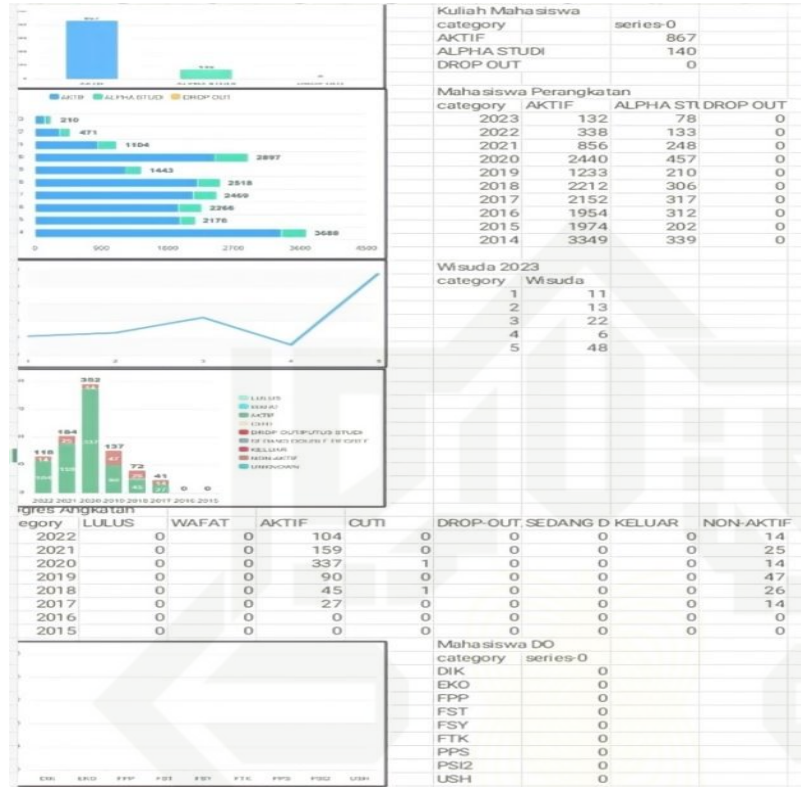 Kuliah Mahasiswa
category series-0
AKTIF 867
ALPHA STUDI 140
DROP OUT 0
AKTIF ALPHA STUDI DROP OUT
210
471
1104
2897
1443
2518
2469
2266
2176
3688
0 900 1800 2700 3600 4500
Mahasiswa Perangkatan
category AKTIF ALPHA STU DROP OUT
2023 132 78 0
2022 338 133 0
2021 856 248 0
2020 2440 457 0
2019 1233 210 0
2018 2212 306 0
2017 2152 317 0
2016 1954 312 0
2015 1974 202 0
2014 3349 339 0
Wisuda 2023
category Wisuda
1 11
2 13
3 22
4 6
5 48
1 2 3 4 5
352
184
118
137
72
41
0 0
LULUS
AKTIF
CUTI
DROP OUT/PUTUS STUDI
KELUAR
NON-AKTIF
UNKNOWN
2022 2021 2020 2019 2018 2017 2016 2015
gres Angkatan
egory LULUS WAFAT AKTIF CUTI DROP-OUT, SEDANG D KELUAR NON-AKTIF
2022 0 0 104 0 0 0 0 14
2021 0 0 159 0 0 0 0 25
2020 0 0 337 1 0 0 0 14
2019 0 0 90 0 0 0 0 47
2018 0 0 45 1 0 0 0 26
2017 0 0 27 0 0 0 0 14
2016 0 0 0 0 0 0 0 0
2015 0 0 0 0 0 0 0 0
Mahasiswa DO
category series-0
DIK 0
EKO 0
FPP 0
FST 0
FSY 0
FTK 0
PPS 0
PSI2 0
USH 0
DIK EKO FPP FST FSY FTK PPS PSI2 USH